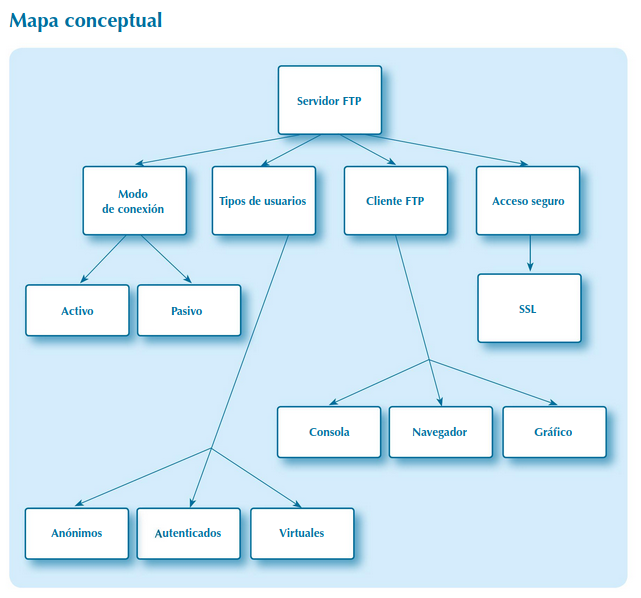 Mapa conceptual
Servidor FTP
Modo
de conexión
Tipos de usuarios
Cliente FTP
Acceso seguro
Activo
Pasivo
SSL
Consola
Navegador
Gráfico
Anónimos
Autenticados
Virtuales